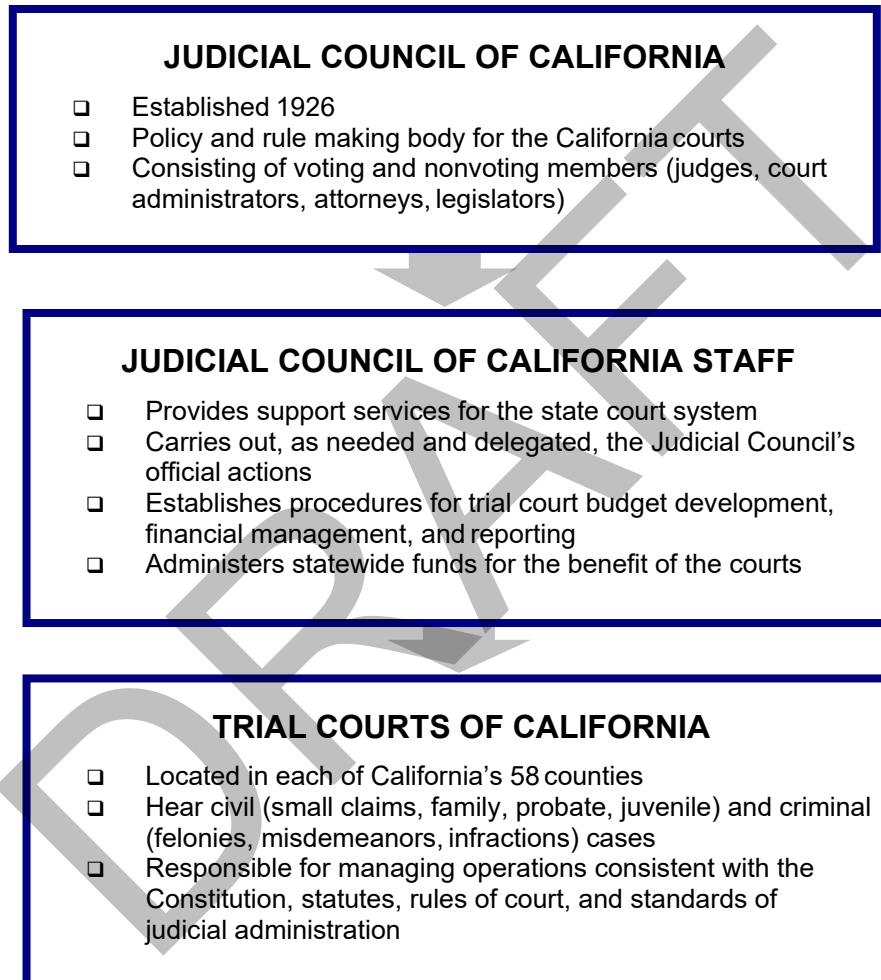 JUDICIAL COUNCIL OF CALIFORNIA
❑ Established 1926
❑ Policy and rule making body for the California courts
❑ Consisting of voting and nonvoting members (judges, court
administrators, attorneys, legislators)
JUDICIAL COUNCIL OF CALIFORNIA STAFF
❑ Provides support services for the state court system
❑ Carries out, as needed and delegated, the Judicial Council’s
official actions
❑ Establishes procedures for trial court budget development,
financial management, and reporting
❑ Administers statewide funds for the benefit of the courts
TRIAL COURTS OF CALIFORNIA
❑ Located in each of California’s 58 counties
❑ Hear civil (small claims, family, probate, juvenile) and criminal
(felonies, misdemeanors, infractions) cases
❑ Responsible for managing operations consistent with the
Constitution, statutes, rules of court, and standards of
judicial administration
DRAFT